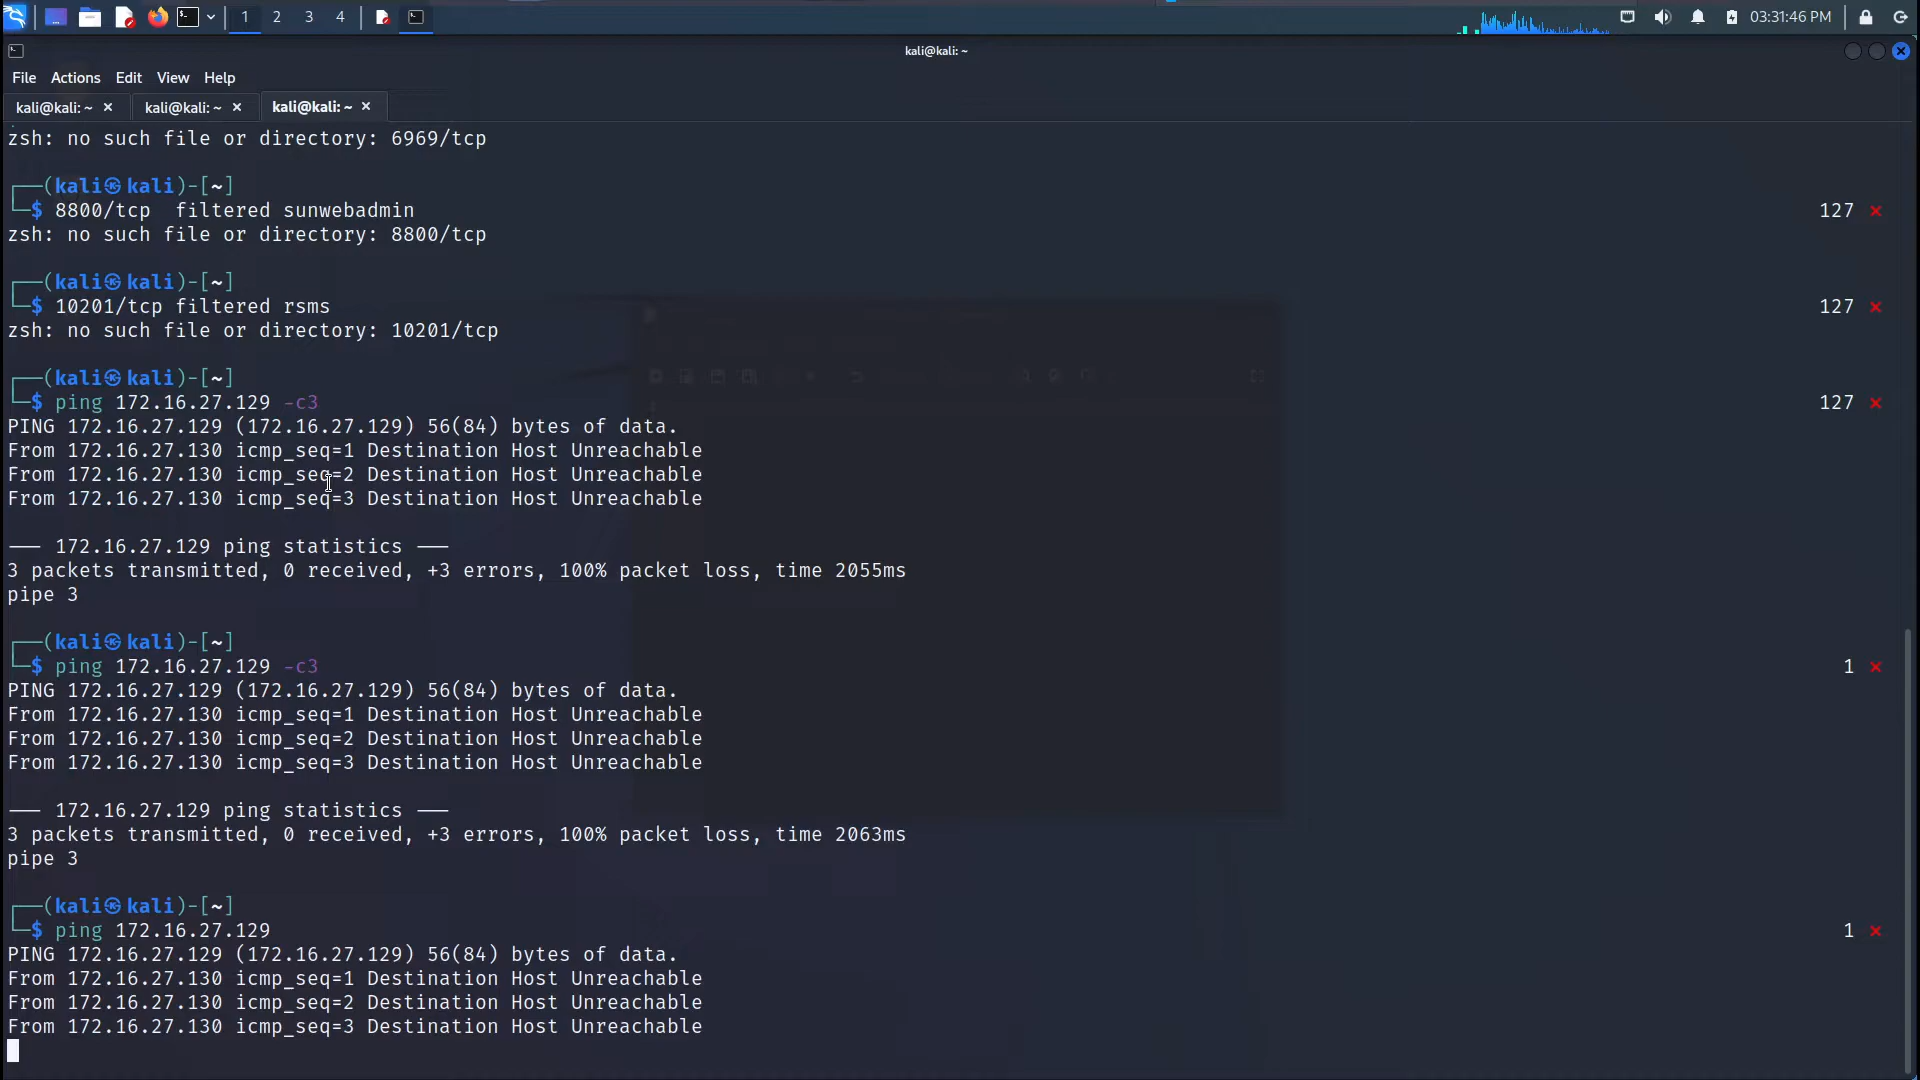 1 2 3 4 03:31:46 PM
kali@kali: ~
File Actions Edit View Help
kali@kali: ~ × kali@kali: ~ × kali@kali: ~ ×
zsh: no such file or directory: 6969/tcp
┌──(kali㉿kali)-[~]
└─$ 8800/tcp  filtered sunwebadmin 127 ⨯
zsh: no such file or directory: 8800/tcp
┌──(kali㉿kali)-[~]
└─$ 10201/tcp filtered rsms 127 ⨯
zsh: no such file or directory: 10201/tcp
┌──(kali㉿kali)-[~]
└─$ ping 172.16.27.129 -c3 127 ⨯
PING 172.16.27.129 (172.16.27.129) 56(84) bytes of data.
From 172.16.27.130 icmp_seq=1 Destination Host Unreachable
From 172.16.27.130 icmp_seq=2 Destination Host Unreachable
From 172.16.27.130 icmp_seq=3 Destination Host Unreachable
--- 172.16.27.129 ping statistics ---
3 packets transmitted, 0 received, +3 errors, 100% packet loss, time 2055ms
pipe 3
┌──(kali㉿kali)-[~]
└─$ ping 172.16.27.129 -c3 1 ⨯
PING 172.16.27.129 (172.16.27.129) 56(84) bytes of data.
From 172.16.27.130 icmp_seq=1 Destination Host Unreachable
From 172.16.27.130 icmp_seq=2 Destination Host Unreachable
From 172.16.27.130 icmp_seq=3 Destination Host Unreachable
--- 172.16.27.129 ping statistics ---
3 packets transmitted, 0 received, +3 errors, 100% packet loss, time 2063ms
pipe 3
┌──(kali㉿kali)-[~]
└─$ ping 172.16.27.129 1 ⨯
PING 172.16.27.129 (172.16.27.129) 56(84) bytes of data.
From 172.16.27.130 icmp_seq=1 Destination Host Unreachable
From 172.16.27.130 icmp_seq=2 Destination Host Unreachable
From 172.16.27.130 icmp_seq=3 Destination Host Unreachable